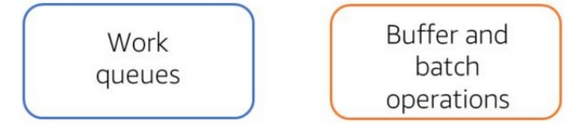 Work
queues
Buffer and
batch
operations